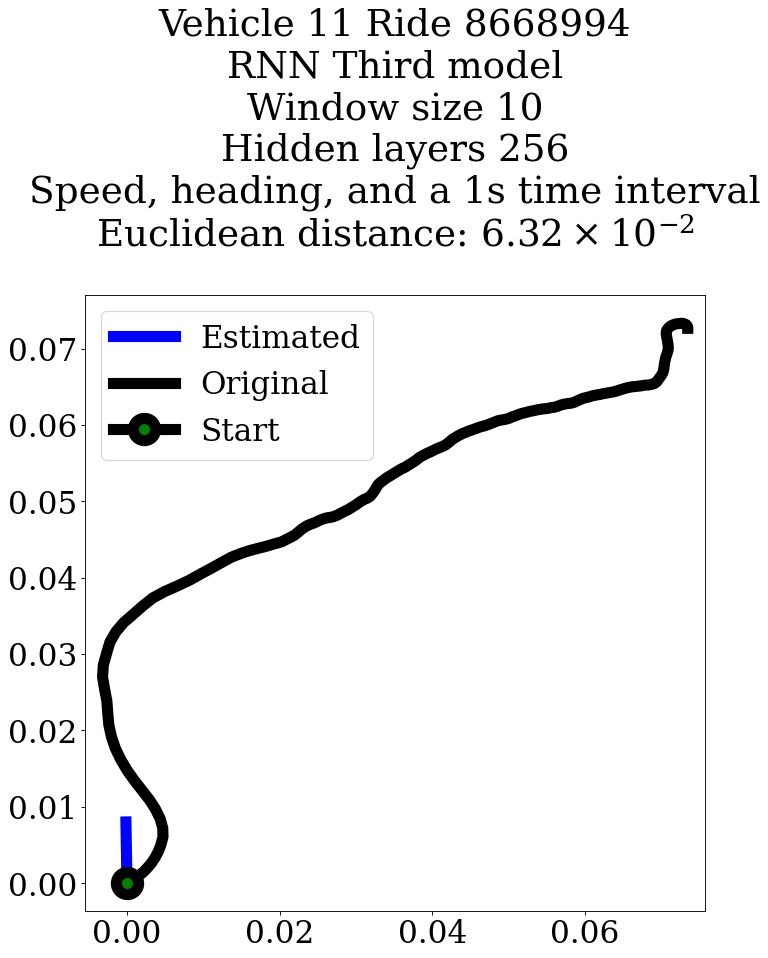 Vehicle 11 Ride 8668994
RNN Third model
Window size 10
Hidden layers 256
Speed, heading, and a 1s time interval
Euclidean distance: 6.32 × 10⁻²
Estimated
Original
Start
0.07
0.06
0.05
0.04
0.03
0.02
0.01
0.00
0.00 0.02 0.04 0.06